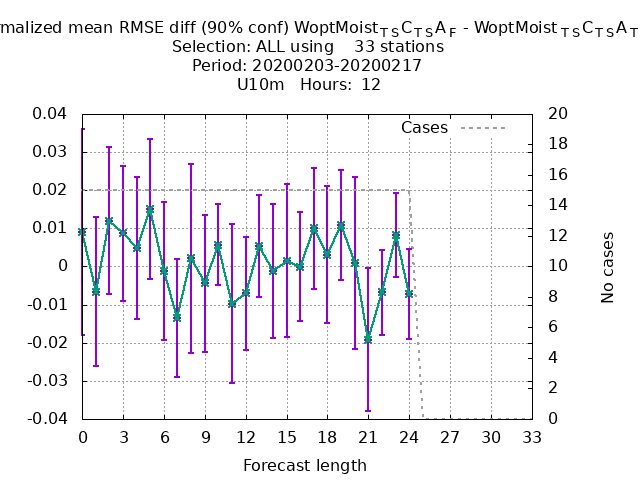 rmalized mean RMSE diff (90% conf) WoptMoistTSCTSAF - WoptMoistTSCTSAT
Selection: ALL using    33 stations
Period: 20200203-20200217
U10m   Hours: 12
Cases
0.04
0.03
0.02
0.01
0
-0.01
-0.02
-0.03
-0.04
20
18
16
14
12
10
8
6
4
2
0
No cases
0 3 6 9 12 15 18 21 24 27 30 33
Forecast length